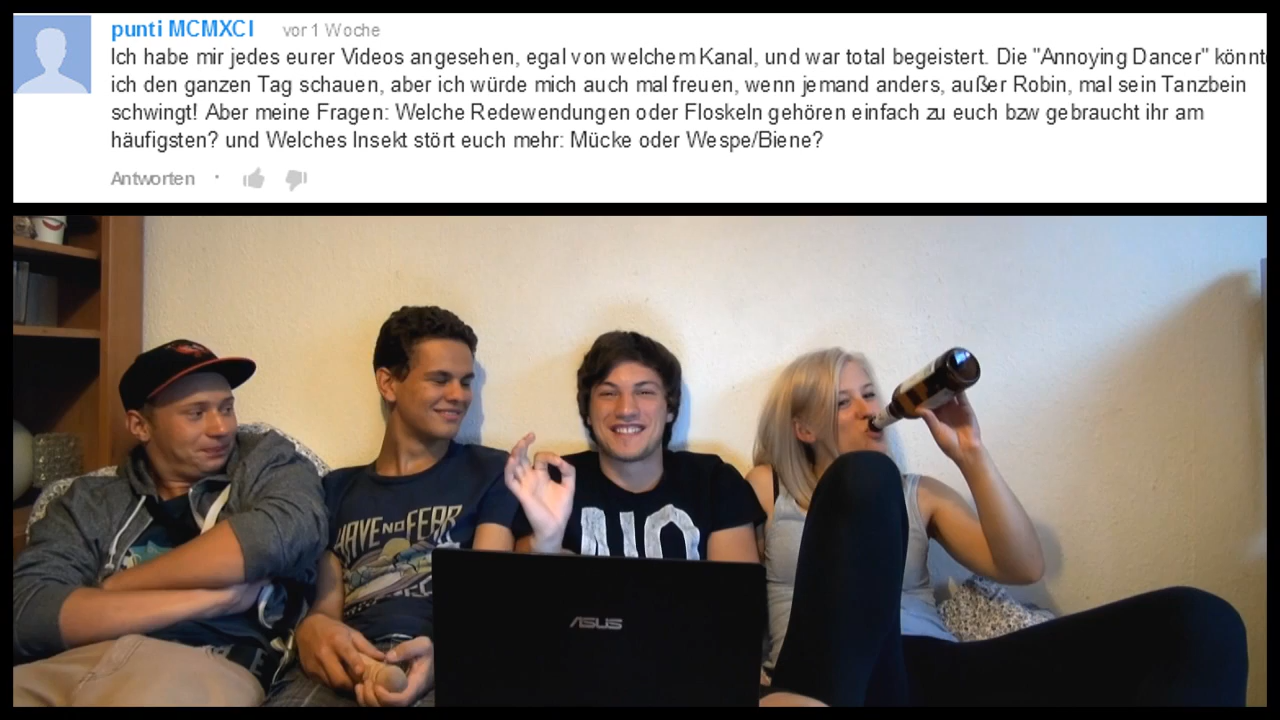 punti MCMXCI vor 1 Woche
Ich habe mir jedes eurer Videos angesehen, egal von welchem Kanal, und war total begeistert. Die "Annoying Dancer" könnt
ich den ganzen Tag schauen, aber ich würde mich auch mal freuen, wenn jemand anders, außer Robin, mal sein Tanzbein
schwingt! Aber meine Fragen: Welche Redewendungen oder Floskeln gehören einfach zu euch bzw gebraucht ihr am
häufigsten? und Welches Insekt stört euch mehr: Mücke oder Wespe/Biene?
Antworten ·
HAVE NO FEAR
NO
ASUS